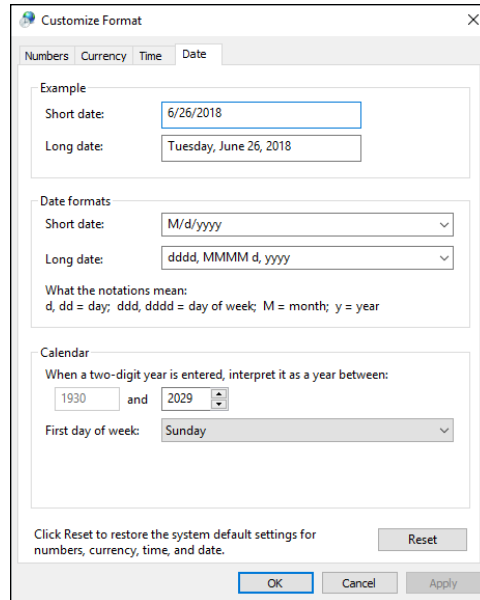 Customize Format
Numbers Currency Time Date
Example
Short date: 6/26/2018
Long date: Tuesday, June 26, 2018
Date formats
Short date: M/d/yyyy
Long date: dddd, MMMM d, yyyy
What the notations mean:
d, dd = day; ddd, dddd = day of week; M = month; y = year
Calendar
When a two-digit year is entered, interpret it as a year between:
1930 and 2029
First day of week: Sunday
Click Reset to restore the system default settings for
numbers, currency, time, and date.
Reset
OK Cancel Apply